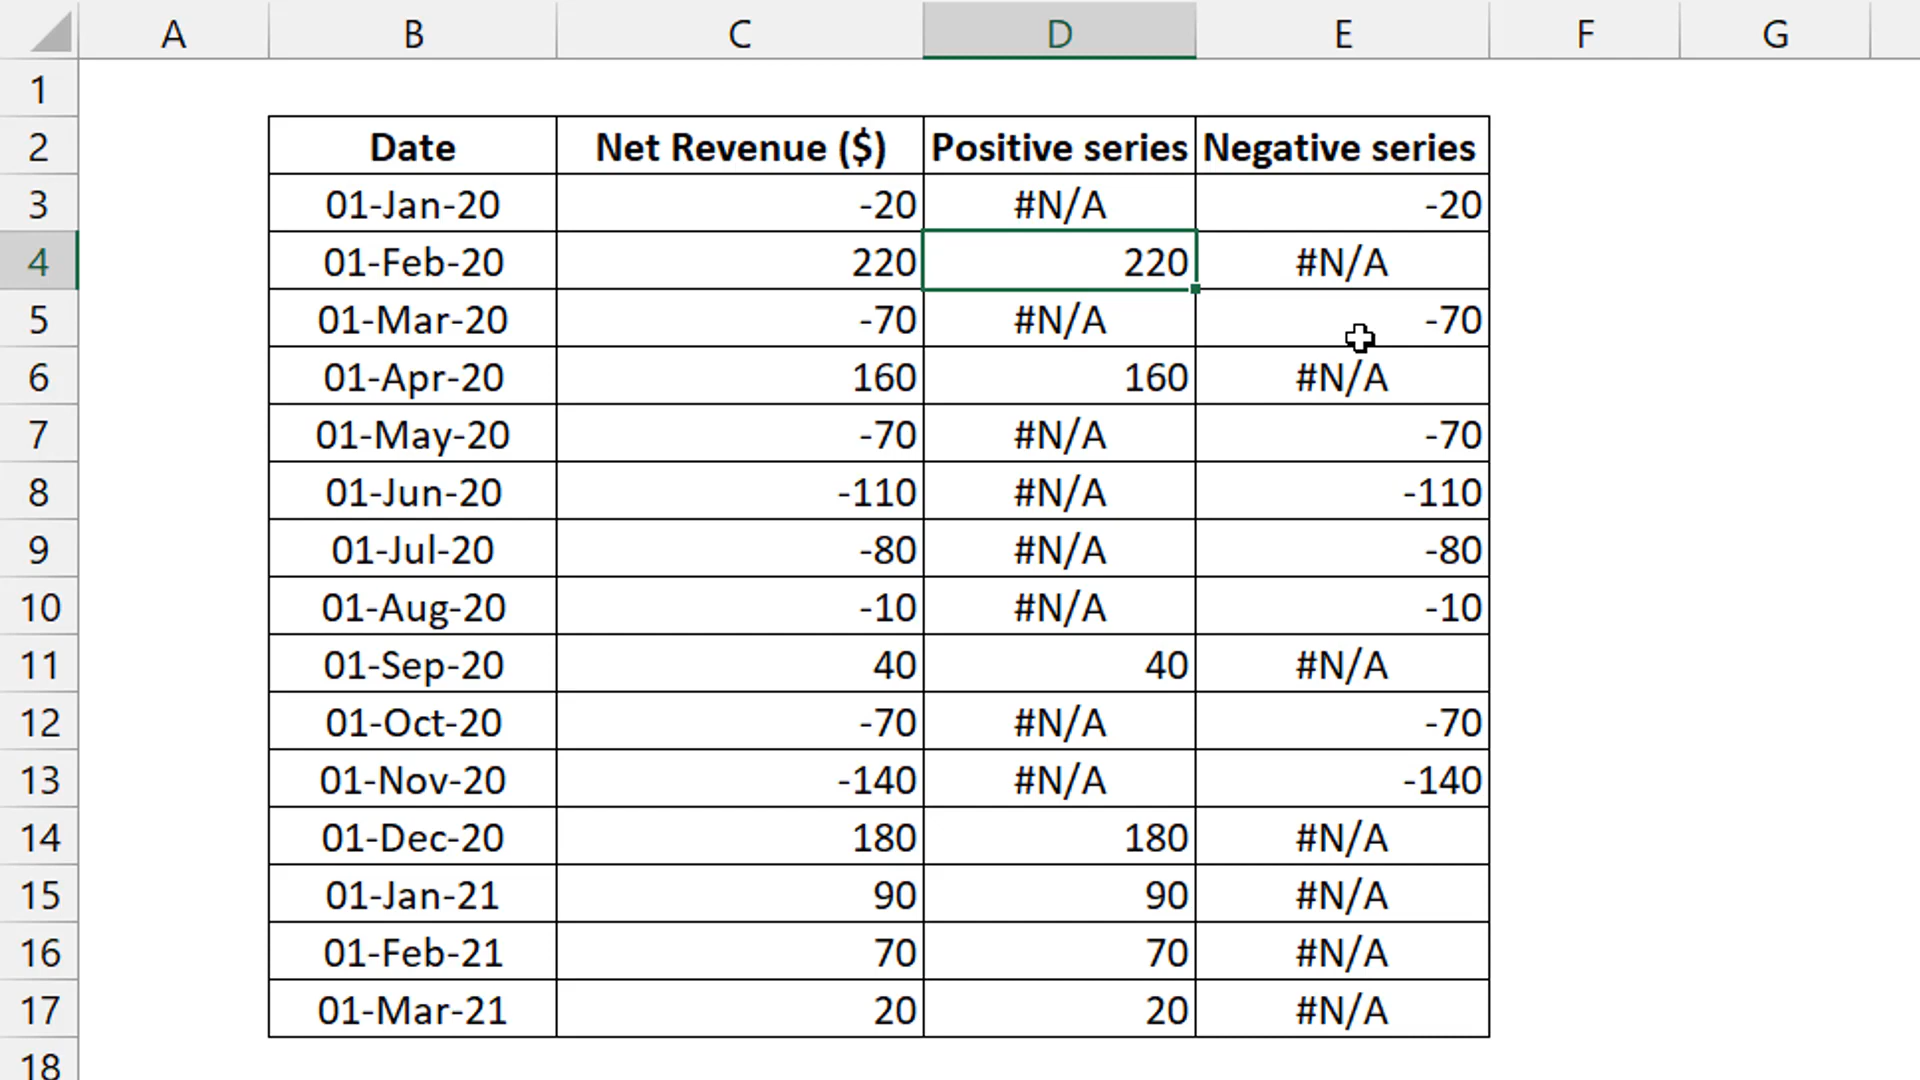 A B C D E F G
1
2 Date Net Revenue ($) Positive series Negative series
3 01-Jan-20 -20 #N/A -20
4 01-Feb-20 220 220 #N/A
5 01-Mar-20 -70 #N/A -70
6 01-Apr-20 160 160 #N/A
7 01-May-20 -70 #N/A -70
8 01-Jun-20 -110 #N/A -110
9 01-Jul-20 -80 #N/A -80
10 01-Aug-20 -10 #N/A -10
11 01-Sep-20 40 40 #N/A
12 01-Oct-20 -70 #N/A -70
13 01-Nov-20 -140 #N/A -140
14 01-Dec-20 180 180 #N/A
15 01-Jan-21 90 90 #N/A
16 01-Feb-21 70 70 #N/A
17 01-Mar-21 20 20 #N/A
18